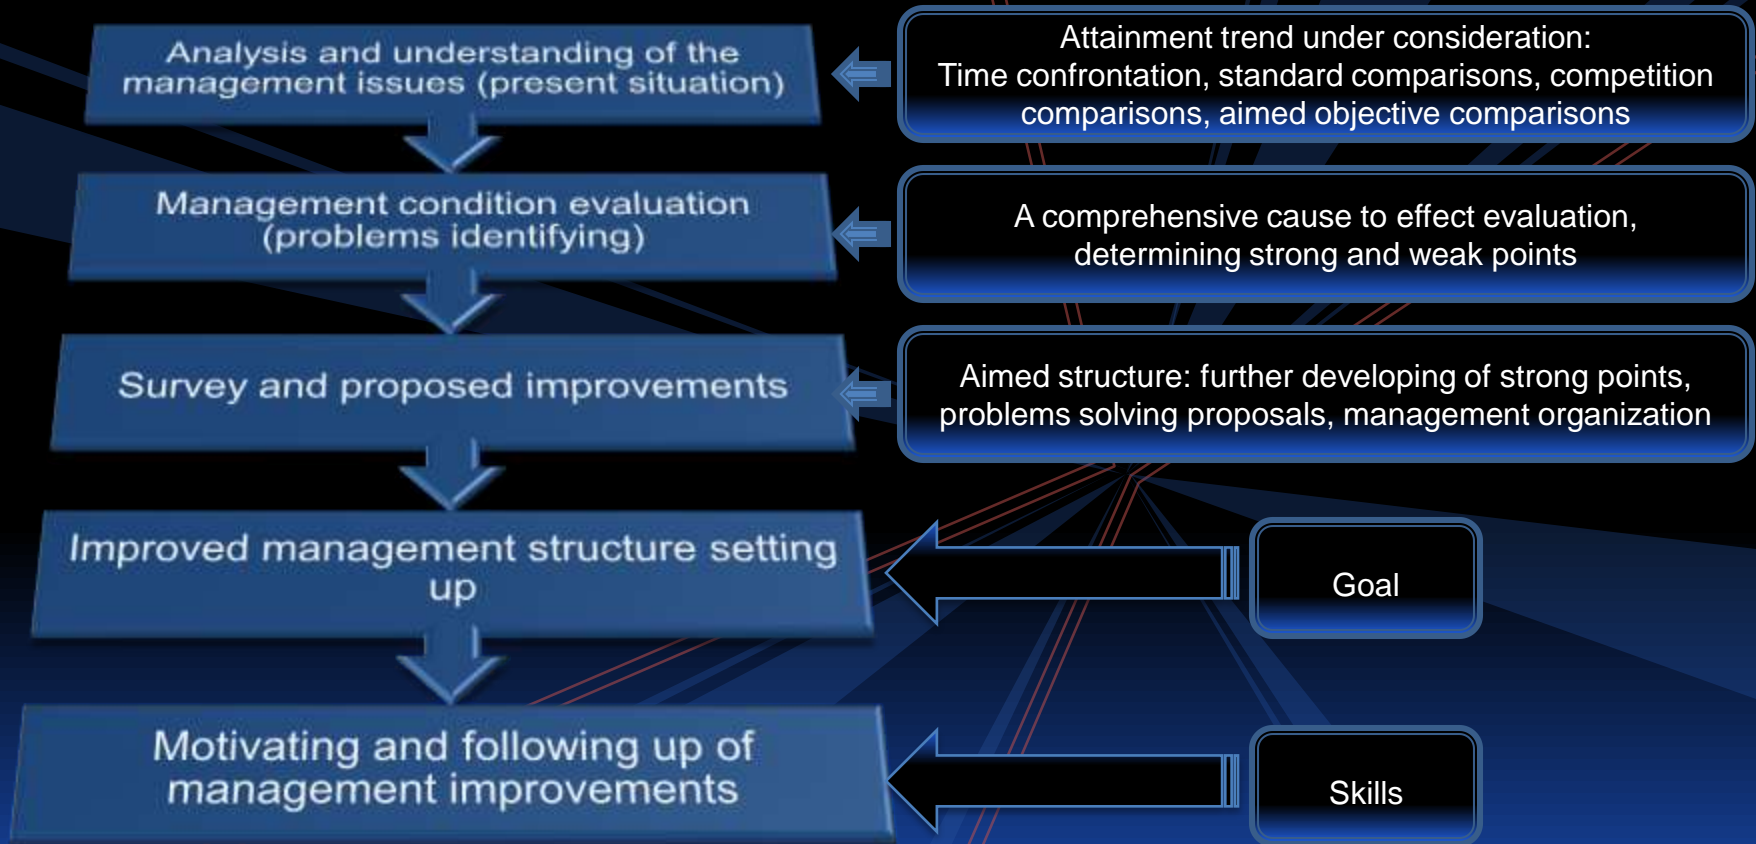 Analysis and understanding of the
management issues (present situation)
Attainment trend under consideration:
Time confrontation, standard comparisons, competition
comparisons, aimed objective comparisons
Management condition evaluation
(problems identifying)
A comprehensive cause to effect evaluation,
determining strong and weak points
Survey and proposed improvements
Aimed structure: further developing of strong points,
problems solving proposals, management organization
Improved management structure setting
up
Goal
Motivating and following up of
management improvements
Skills